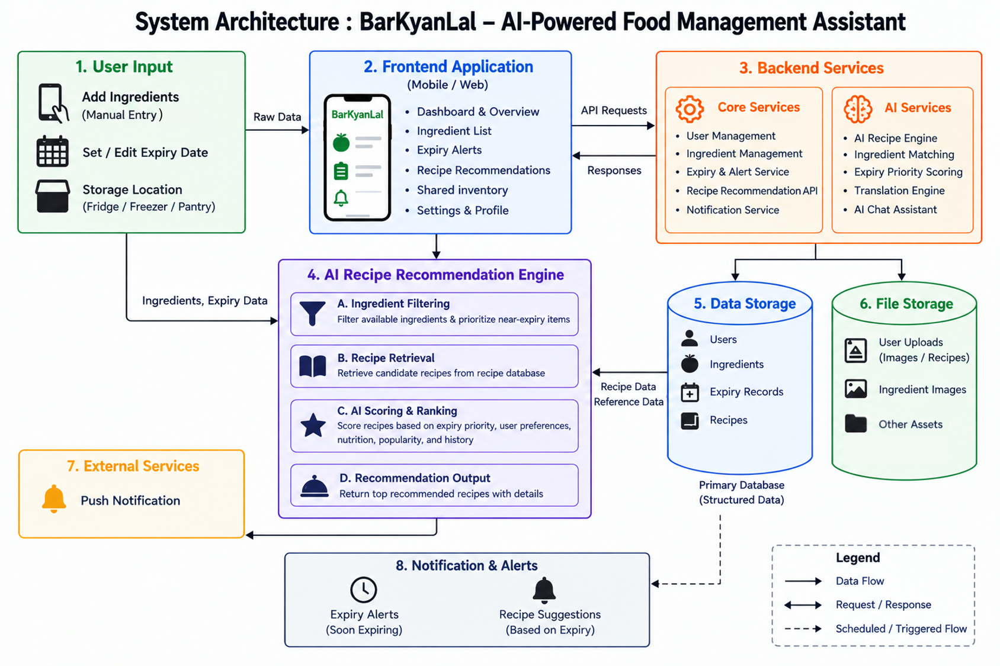 System Architecture : BarKyanLal – AI-Powered Food Management Assistant
1. User Input
Add Ingredients
(Manual Entry)
Set / Edit Expiry Date
Storage Location
(Fridge / Freezer / Pantry)
Raw Data
2. Frontend Application
(Mobile / Web)
BarKyanLal
• Dashboard & Overview
• Ingredient List
• Expiry Alerts
• Recipe Recommendations
• Shared inventory
• Settings & Profile
API Requests
Responses
3. Backend Services
Core Services
• User Management
• Ingredient Management
• Expiry & Alert Service
• Recipe Recommendation API
• Notification Service
AI Services
• AI Recipe Engine
• Ingredient Matching
• Expiry Priority Scoring
• Translation Engine
• AI Chat Assistant
Ingredients, Expiry Data
4. AI Recipe Recommendation Engine
A. Ingredient Filtering
Filter available ingredients & prioritize near-expiry items
B. Recipe Retrieval
Retrieve candidate recipes from recipe database
C. AI Scoring & Ranking
Score recipes based on expiry priority, user preferences,
nutrition, popularity, and history
D. Recommendation Output
Return top recommended recipes with details
Recipe Data
Reference Data
5. Data Storage
Users
Ingredients
Expiry Records
Recipes
Primary Database
(Structured Data)
6. File Storage
User Uploads
(Images / Recipes)
Ingredient Images
Other Assets
7. External Services
Push Notification
8. Notification & Alerts
Expiry Alerts
(Soon Expiring)
Recipe Suggestions
(Based on Expiry)
Legend
Data Flow
Request / Response
Scheduled / Triggered Flow